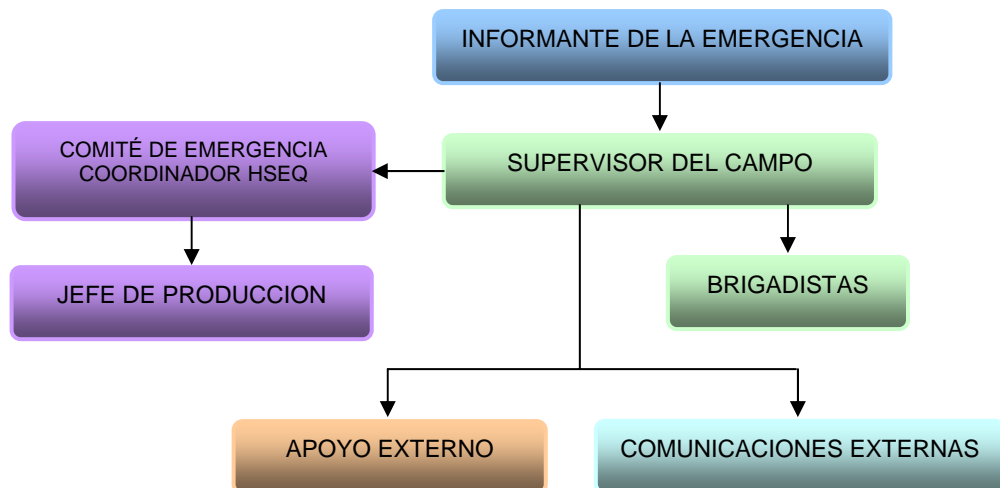 INFORMANTE DE LA EMERGENCIA
COMITÉ DE EMERGENCIA
COORDINADOR HSEQ
SUPERVISOR DEL CAMPO
JEFE DE PRODUCCION
BRIGADISTAS
APOYO EXTERNO
COMUNICACIONES EXTERNAS